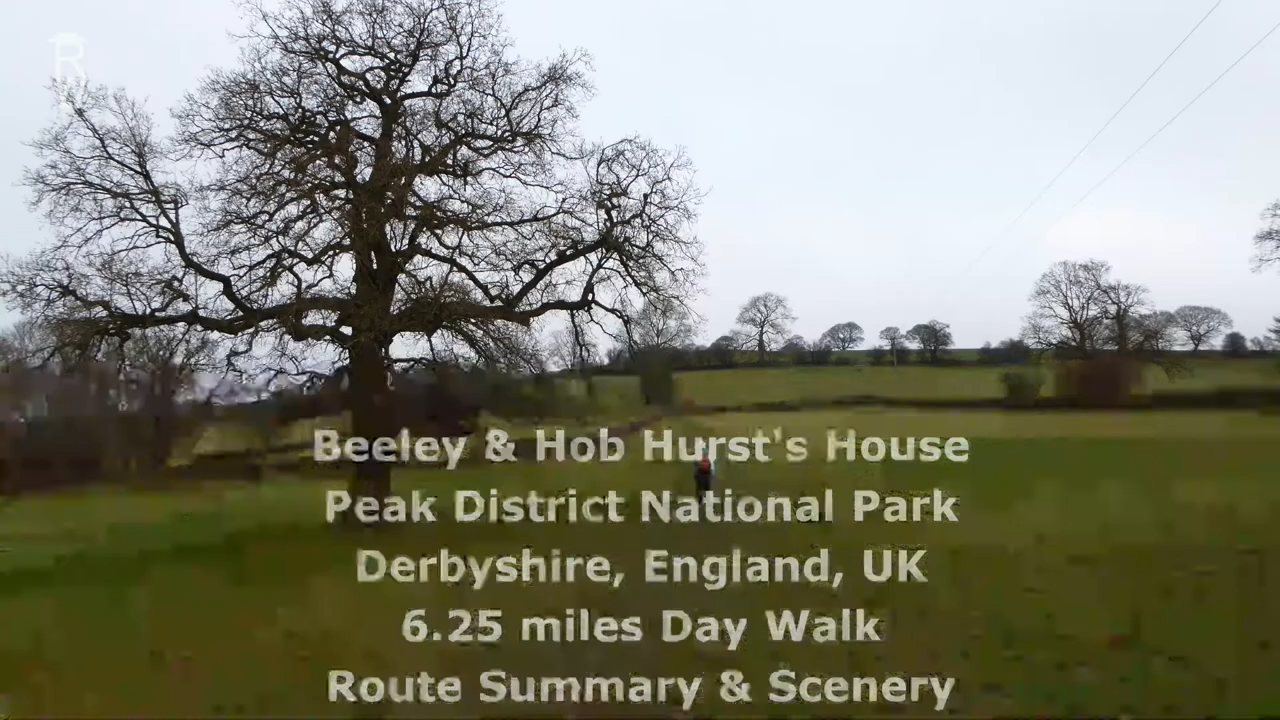 RW
Beeley & Hob Hurst's House
Peak District National Park
Derbyshire, England, UK
6.25 miles Day Walk
Route Summary & Scenery